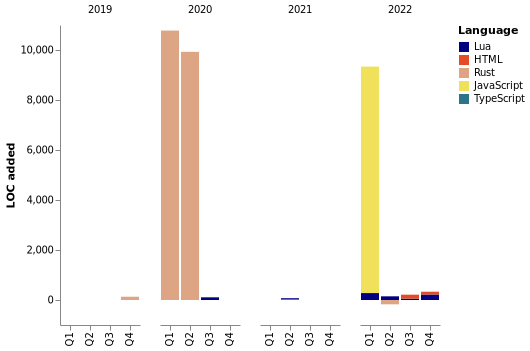 2019 2020 2021 2022
LOC added
10,000
8,000
6,000
4,000
2,000
0
Q1 Q2 Q3 Q4 Q1 Q2 Q3 Q4 Q1 Q2 Q3 Q4 Q1 Q2 Q3 Q4
Language
Lua
HTML
Rust
JavaScript
TypeScript